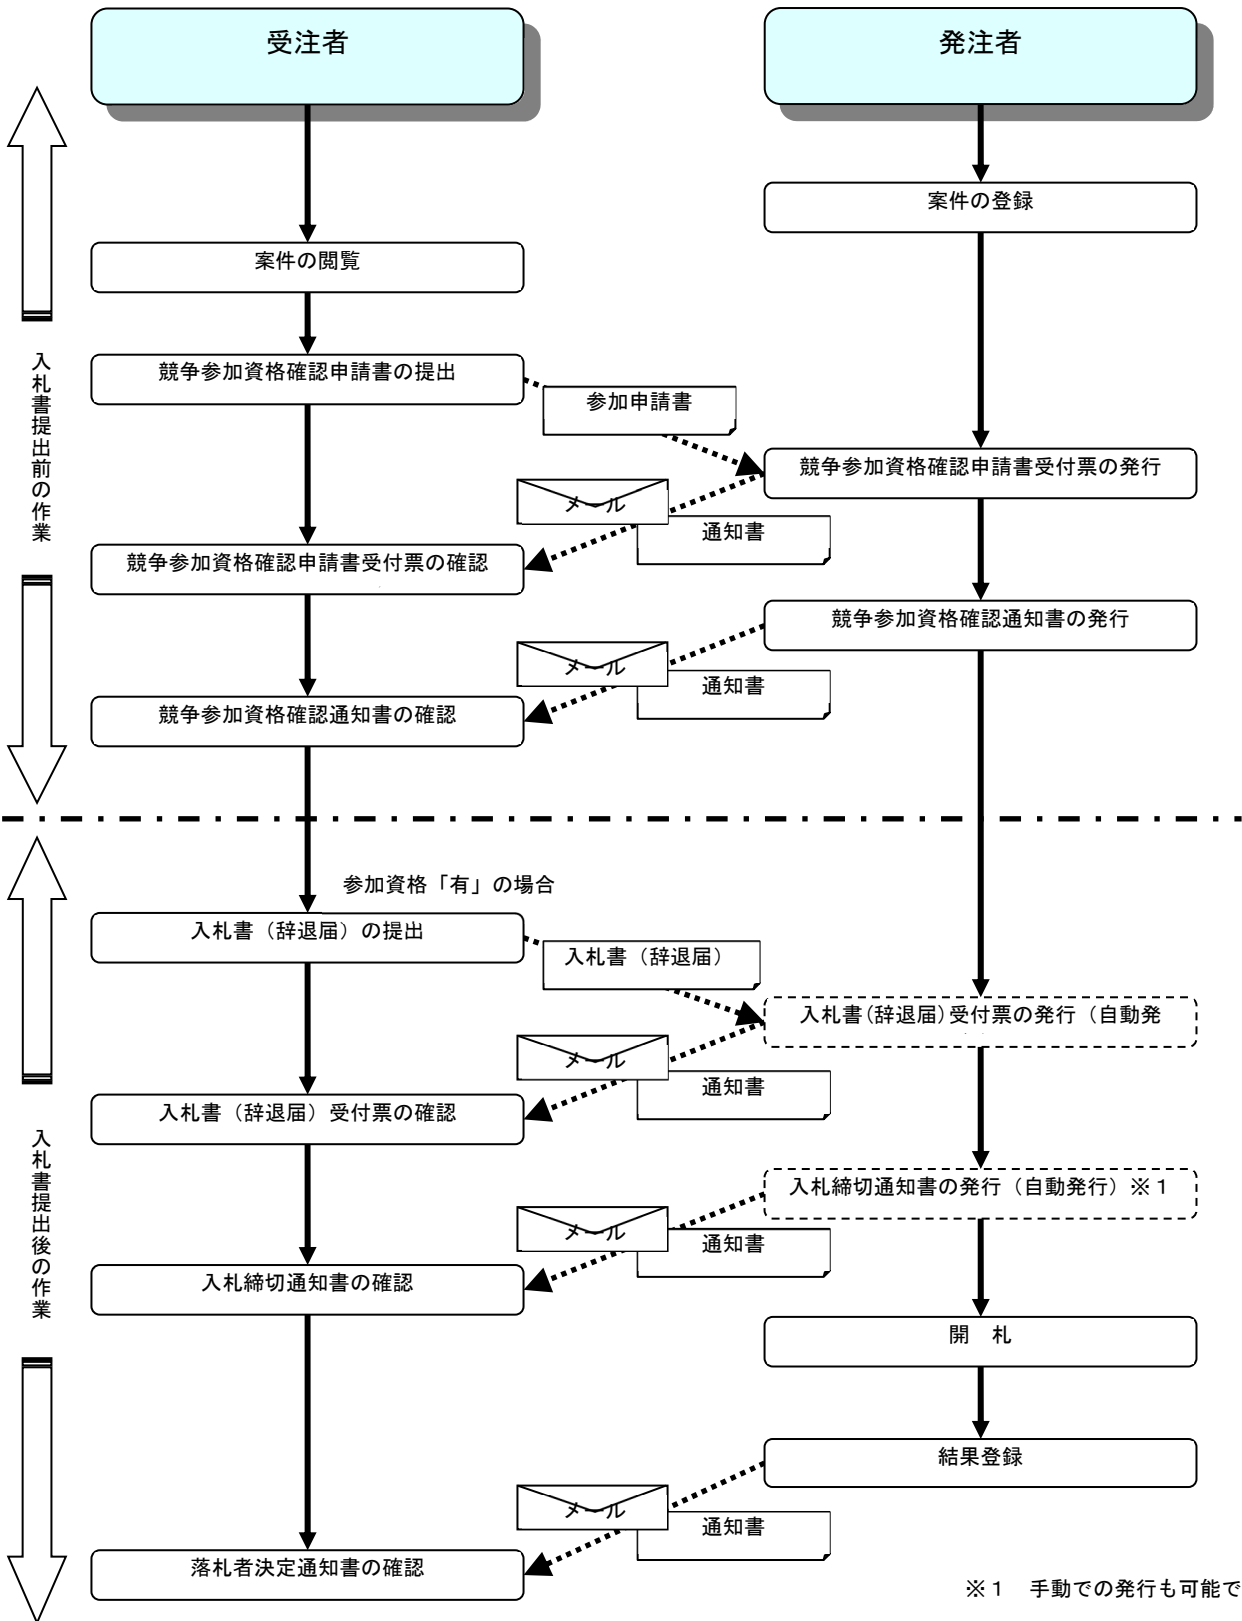 受注者
発注者
案件の登録
案件の閲覧
競争参加資格確認申請書の提出
参加申請書
競争参加資格確認申請書受付票の発行
メール
通知書
競争参加資格確認申請書受付票の確認
競争参加資格確認通知書の発行
メール
通知書
競争参加資格確認通知書の確認
入札書提出前の作業
参加資格「有」の場合
入札書（辞退届）の提出
入札書（辞退届）
入札書(辞退届)受付票の発行（自動発
メール
通知書
入札書（辞退届）受付票の確認
入札締切通知書の発行（自動発行）※１
メール
通知書
入札締切通知書の確認
開　札
結果登録
メール
通知書
落札者決定通知書の確認
入札書提出後の作業
※１　手動での発行も可能で